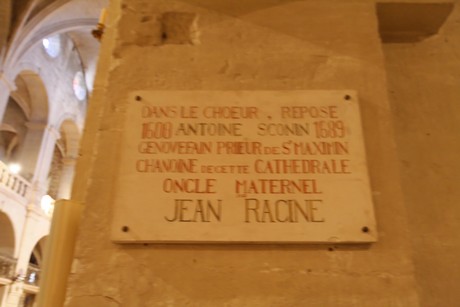 DANS LE CHOEUR, REPOSE
1600 ANTOINE SCONIN 1689
GENOVEFAIN PRIEUR DE ST MAXIMIN
CHANOINE DE CETTE CATHEDRALE
ONCLE MATERNEL
JEAN RACINE